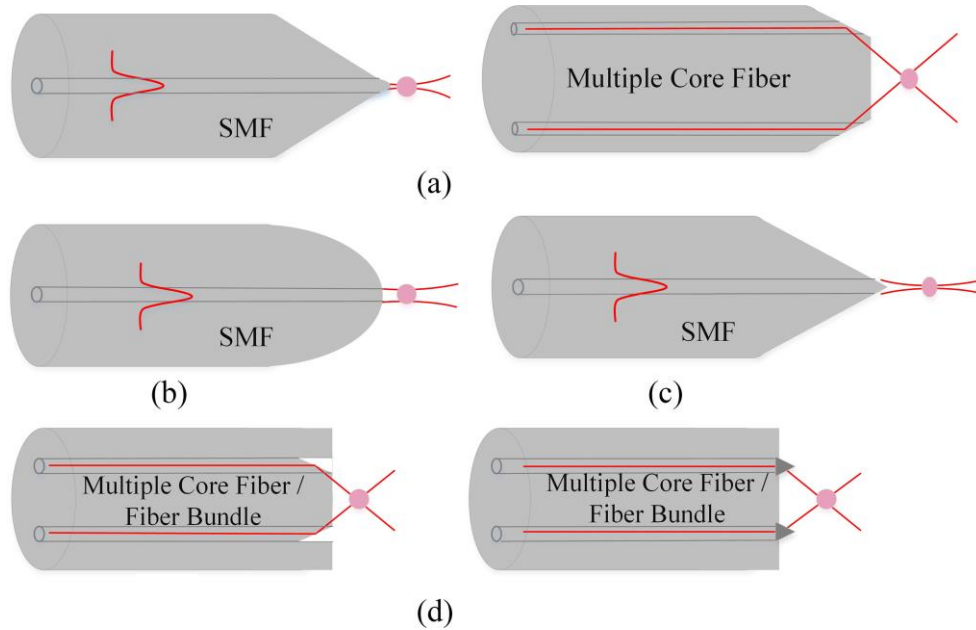 SMF
Multiple Core Fiber
(a)
SMF
SMF
(b)
(c)
Multiple Core Fiber /
Fiber Bundle
Multiple Core Fiber /
Fiber Bundle
(d)